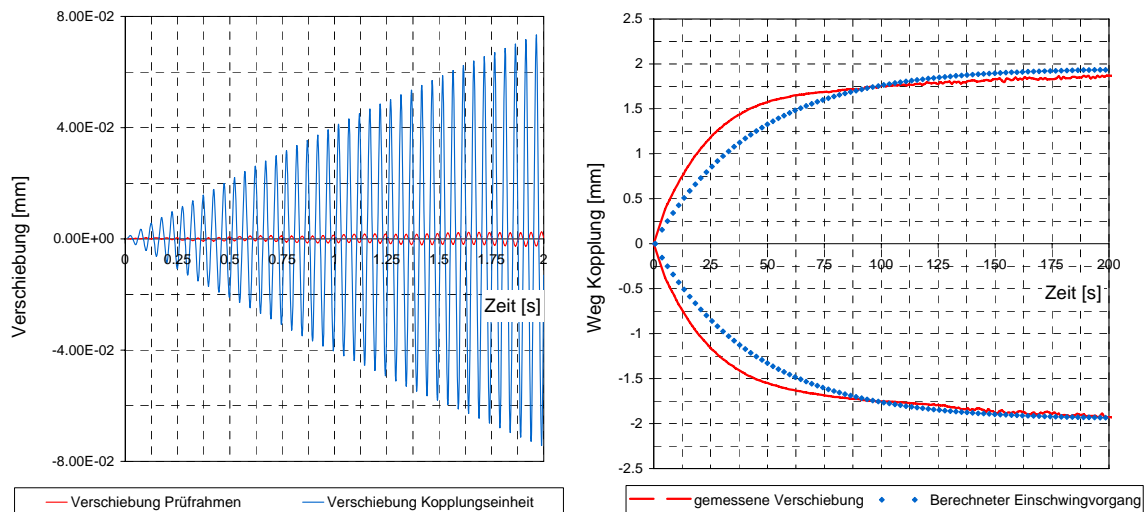 Verschiebung [mm]
8.00E-02
4.00E-02
0.00E+00
-4.00E-02
-8.00E-02
0 0.25 0.5 0.75 1 1.25 1.5 1.75 2
Zeit [s]
Verschiebung Prüfrahmen Verschiebung Kopplungseinheit
Weg Kopplung [mm]
2.5
2
1.5
1
0.5
0
-0.5
-1
-1.5
-2
-2.5
0 25 50 75 100 125 150 175 200
Zeit [s]
gemessene Verschiebung Berechneter Einschwingvorgang